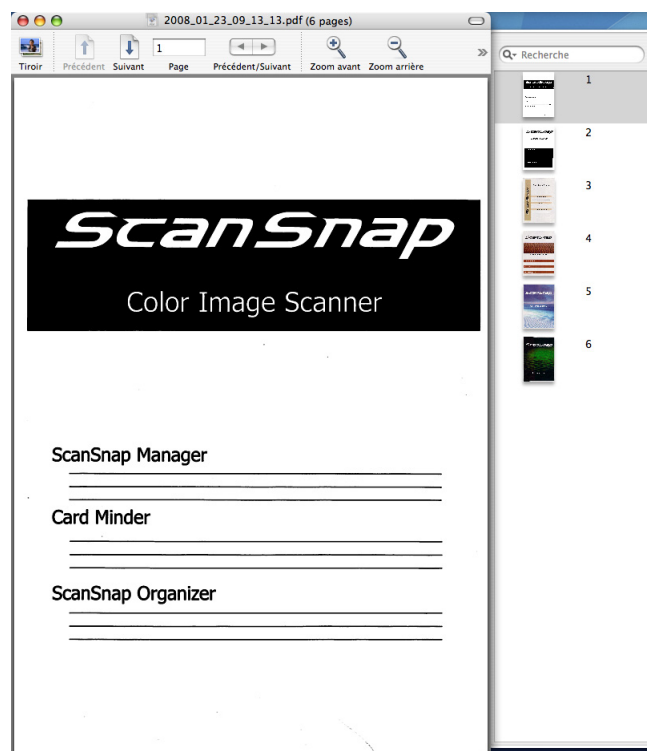 2008_01_23_09_13_13.pdf (6 pages)
1
Tiroir Précédent Suivant Page Précédent/Suivant Zoom avant Zoom arrière
»
Recherche
1
2
3
4
5
6
ScanSnap
Color Image Scanner
ScanSnap Manager
Card Minder
ScanSnap Organizer